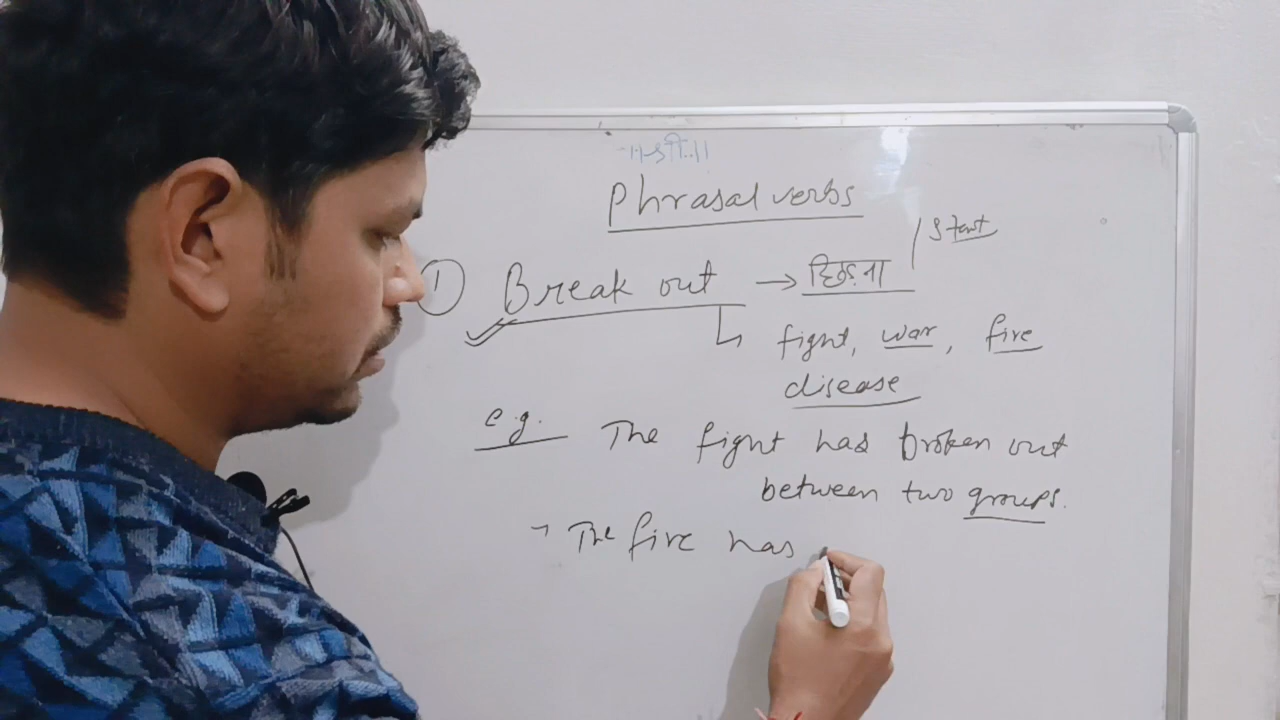 Phrasal verbs
① Break out → छिड़ना / start
fight, war, fire
disease
e.g. The fight has broken out
between two groups.
→ The fire has